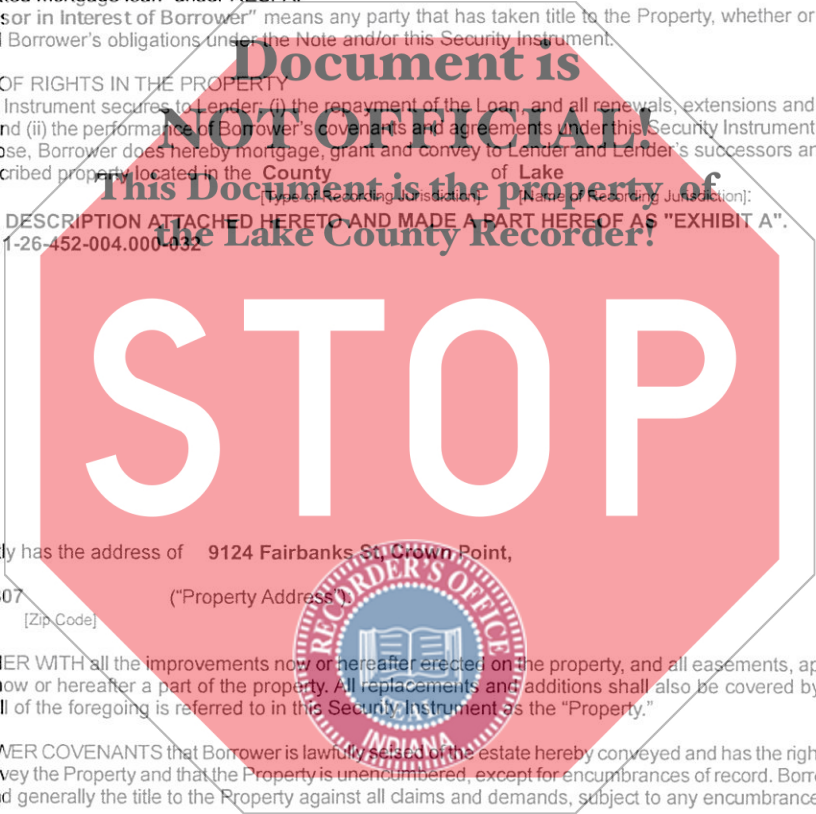 sor in Interest of Borrower" means any party that has taken title to the Property, whether or
Borrower's obligations under the Note and/or this Security Instrument.
Document is
OF RIGHTS IN THE PROPERTY
Instrument secures to Lender: (i) the repayment of the Loan, and all renewals, extensions and
NOT OFFICIAL!
nd (ii) the performance of Borrower's covenants and agreements under this Security Instrument
ose, Borrower does hereby mortgage, grant and convey to Lender and Lender's successors an
cribed property located in the County of Lake
This Document is the property of
[Type of Recording Jurisdiction] [Name of Recording Jurisdiction]:
DESCRIPTION ATTACHED HERETO AND MADE A PART HEREOF AS "EXHIBIT A".
the Lake County Recorder!
1-26-452-004.000-032
STOP
ly has the address of 9124 Fairbanks St, Crown Point,
07 ("Property Address"):
[Zip Code]
RECORDER'S OFFICE
ER WITH all the improvements now or hereafter erected on the property, and all easements, ap
ow or hereafter a part of the property. All replacements and additions shall also be covered by
ll of the foregoing is referred to in this Security Instrument as the "Property."
SEAL
INDIANA
WER COVENANTS that Borrower is lawfully seised of the estate hereby conveyed and has the righ
vey the Property and that the Property is unencumbered, except for encumbrances of record. Borr
d generally the title to the Property against all claims and demands, subject to any encumbrance